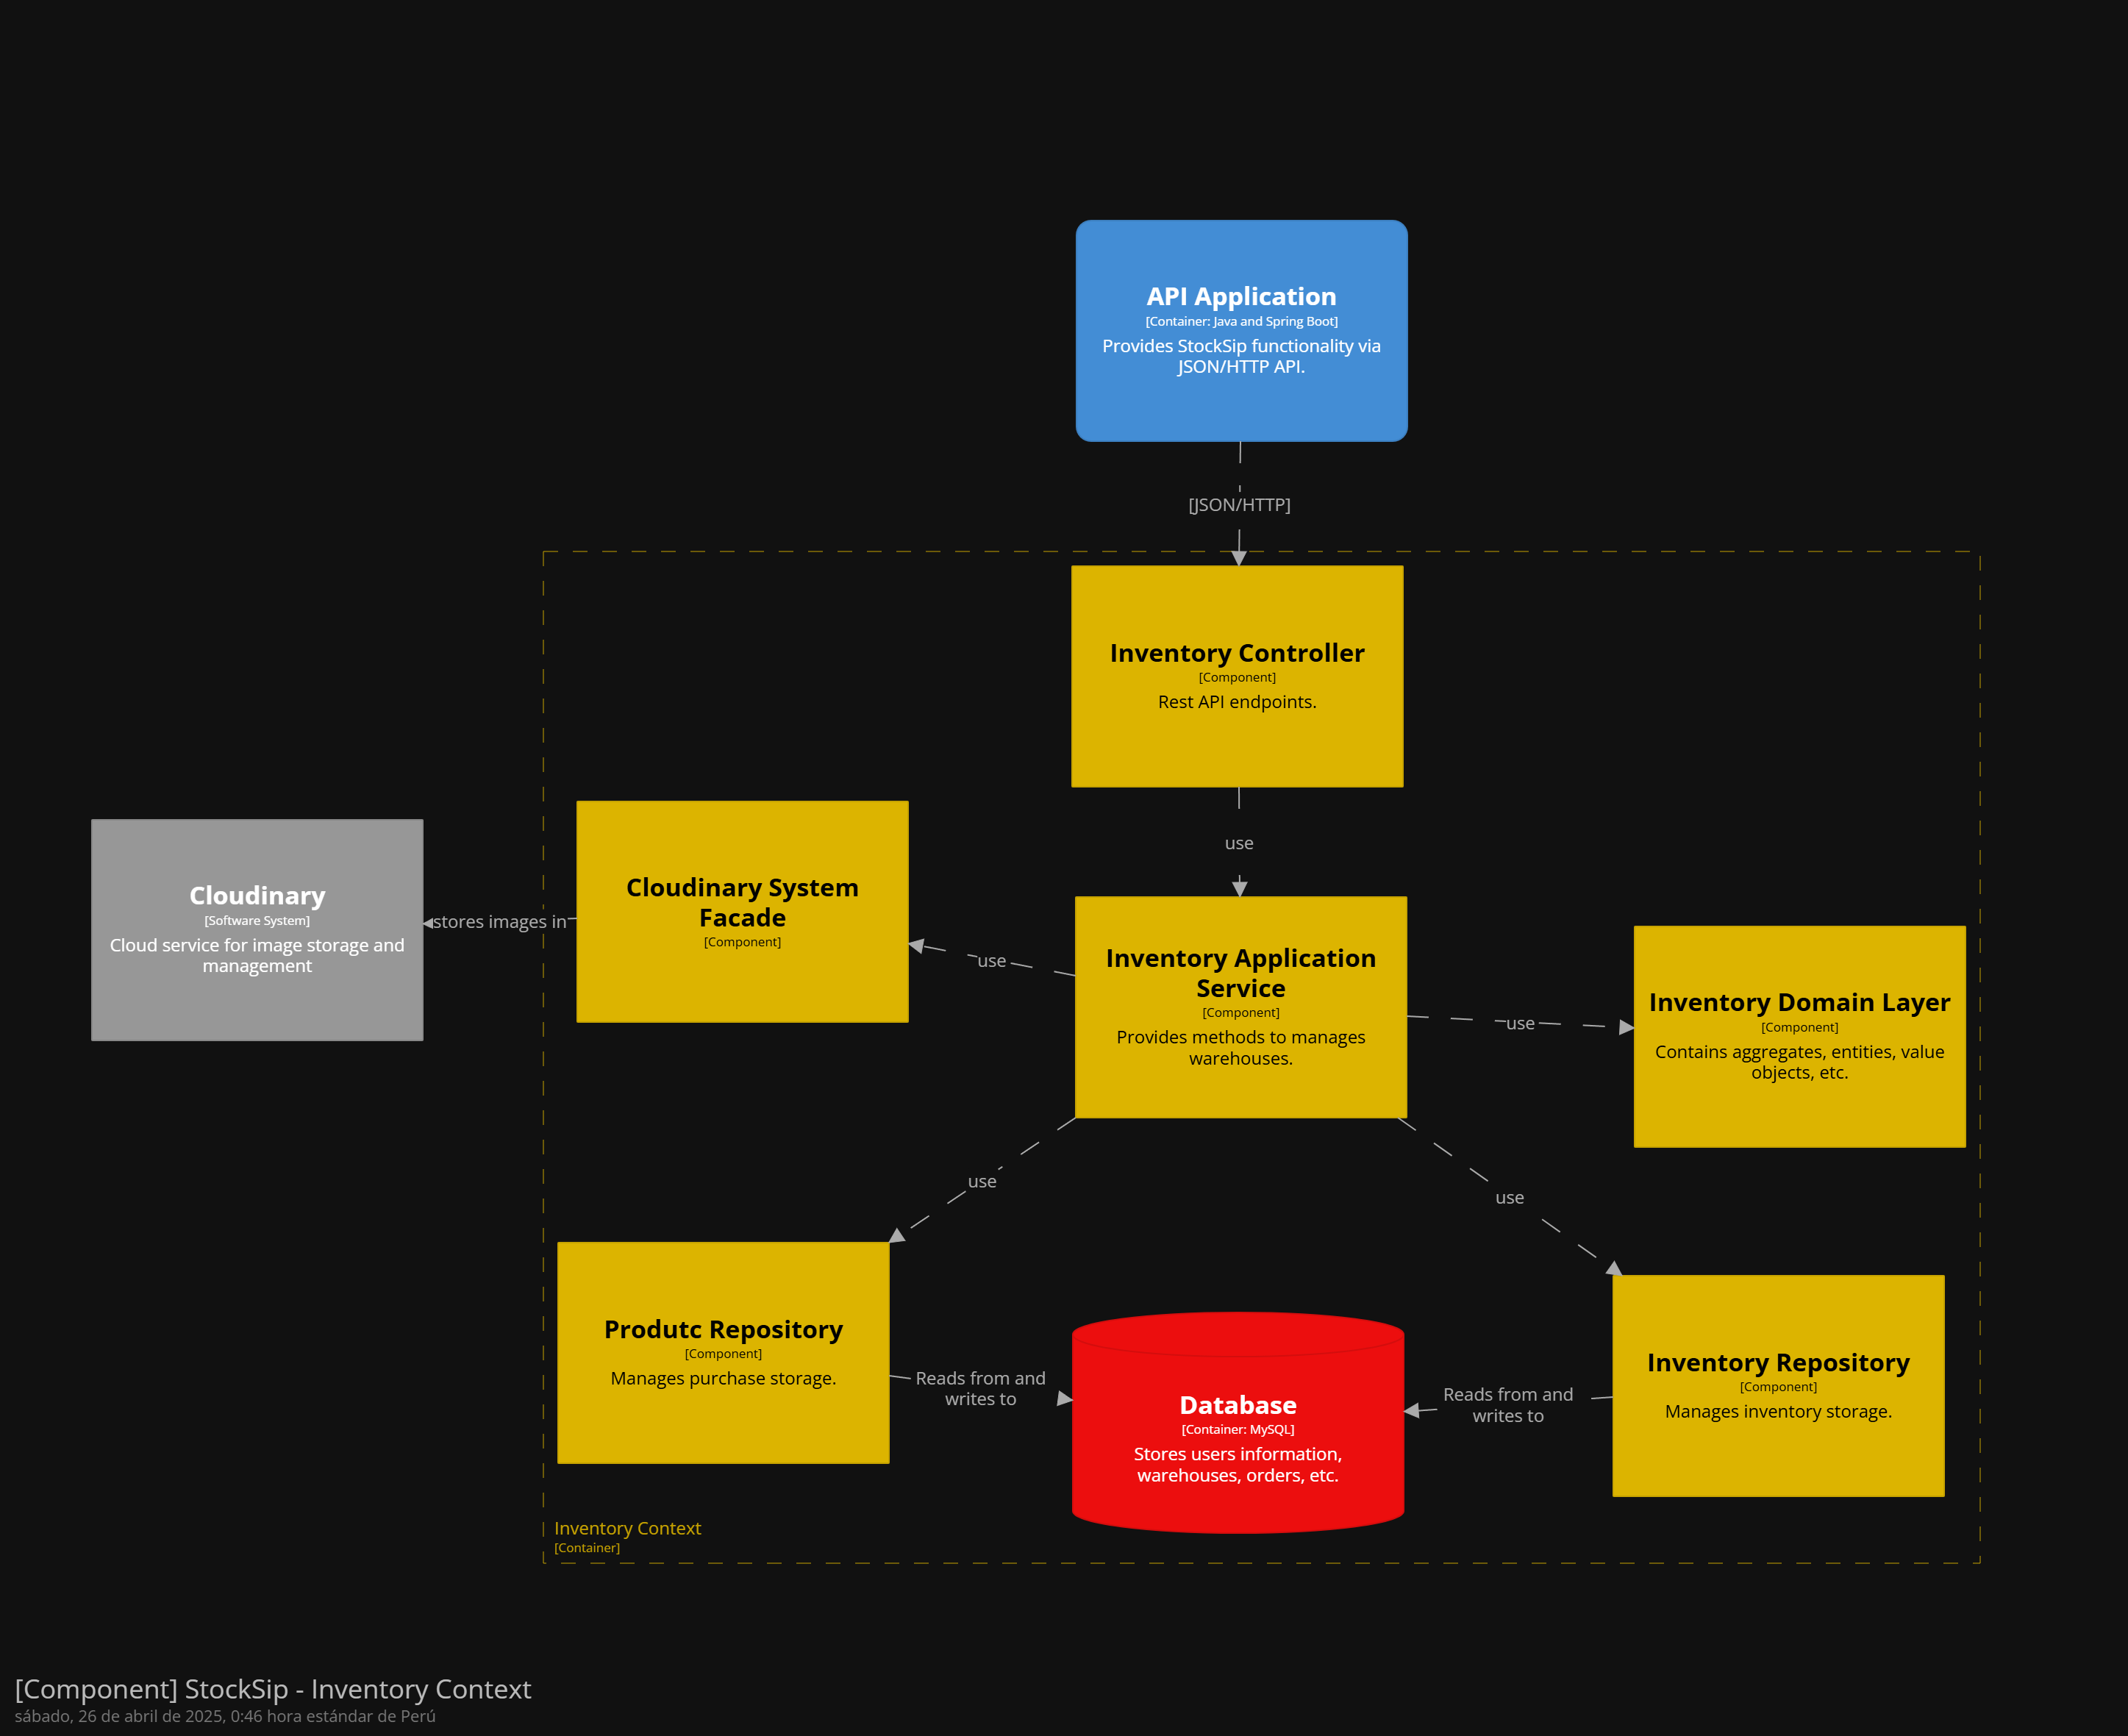 API Application
[Container: Java and Spring Boot]
Provides StockSip functionality via
JSON/HTTP API.
[JSON/HTTP]
Inventory Controller
[Component]
Rest API endpoints.
use
Cloudinary
[Software System]
Cloud service for image storage and
management
stores images in
Cloudinary System
Facade
[Component]
use
Inventory Application
Service
[Component]
Provides methods to manages
warehouses.
use
Inventory Domain Layer
[Component]
Contains aggregates, entities, value
objects, etc.
use
use
Produtc Repository
[Component]
Manages purchase storage.
Reads from and
writes to
Database
[Container: MySQL]
Stores users information,
warehouses, orders, etc.
Reads from and
writes to
Inventory Repository
[Component]
Manages inventory storage.
Inventory Context
[Container]
[Component] StockSip - Inventory Context
sábado, 26 de abril de 2025, 0:46 hora estándar de Perú